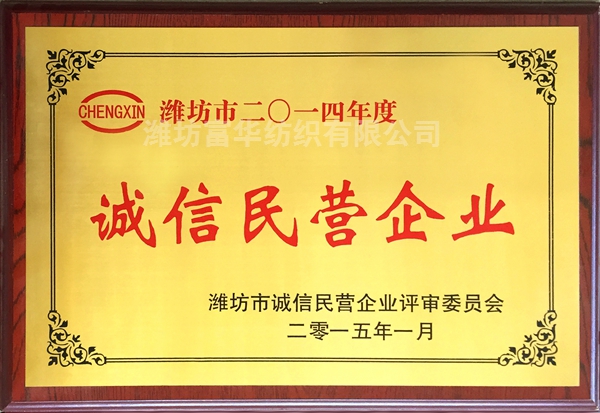 CHENGXIN 潍坊市二〇一四年度
潍坊富华纺织有限公司
诚信民营企业
潍坊市诚信民营企业评审委员会
二零一五年一月